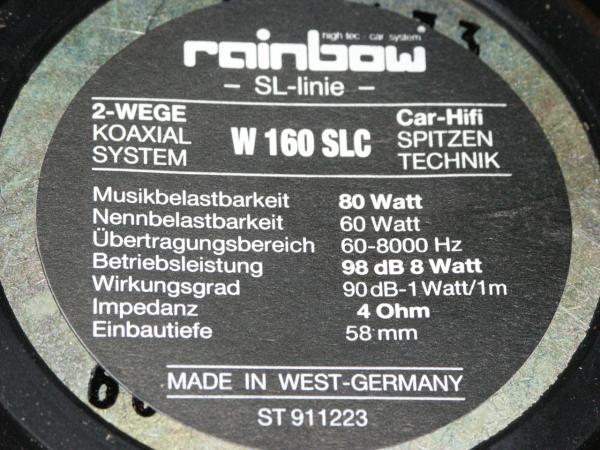 high tec - car system
rainbow
- SL-linie -
2-WEGE
KOAXIAL
SYSTEM
W 160 SLC
Car-Hifi
SPITZEN
TECHNIK
Musikbelastbarkeit 80 Watt
Nennbelastbarkeit 60 Watt
Übertragungsbereich 60-8000 Hz
Betriebsleistung 98 dB 8 Watt
Wirkungsgrad 90 dB-1 Watt/1m
Impedanz 4 Ohm
Einbautiefe 58 mm
MADE IN WEST-GERMANY
ST 911223